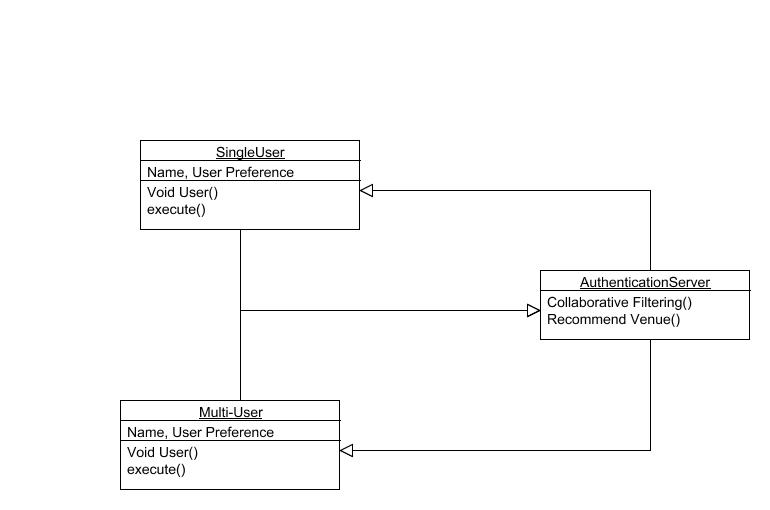 SingleUser
Name, User Preference
Void User()
execute()
AuthenticationServer
Collaborative Filtering()
Recommend Venue()
Multi-User
Name, User Preference
Void User()
execute()